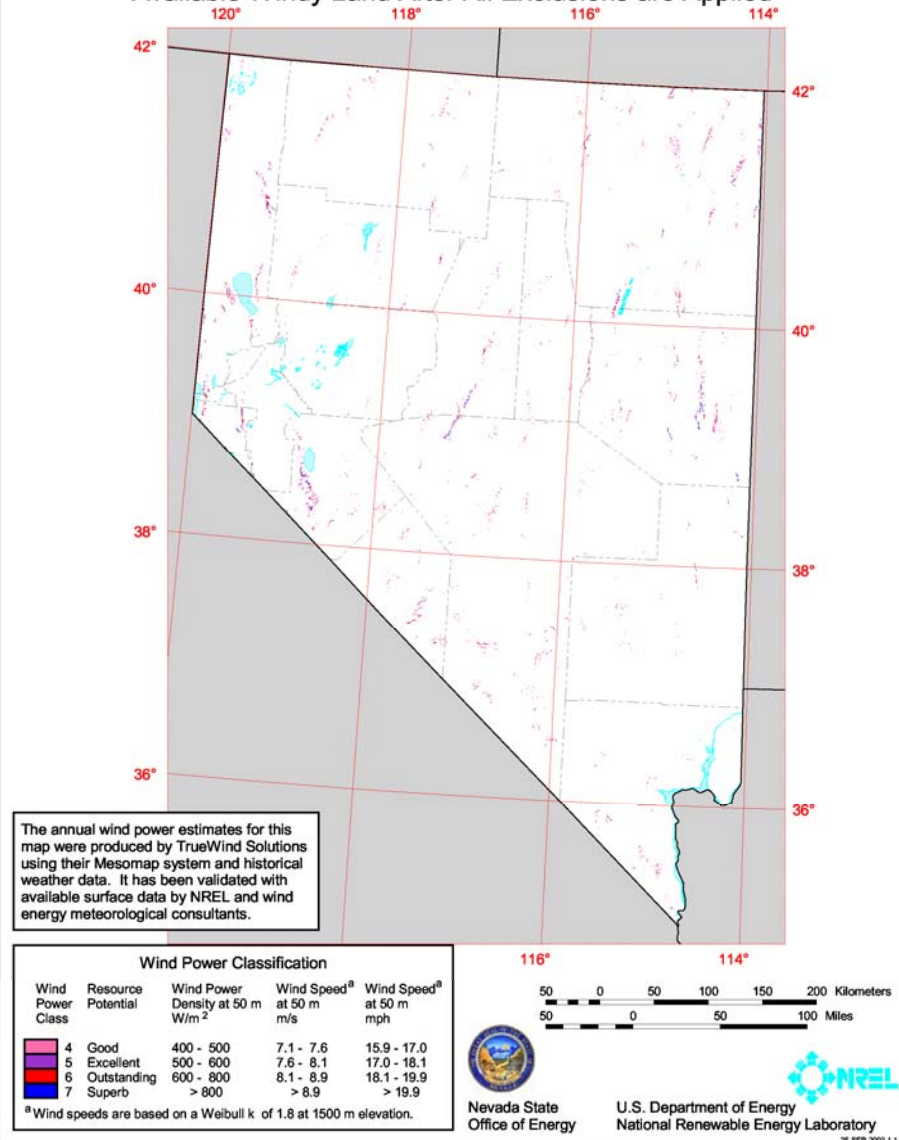 Available Windy Land After All Exclusions are Applied
120° 118° 116° 114°
42°
42°
40°
40°
38°
38°
36°
36°
116° 114°
The annual wind power estimates for this
map were produced by TrueWind Solutions
using their Mesomap system and historical
weather data. It has been validated with
available surface data by NREL and wind
energy meteorological consultants.
Wind Power Classification
Wind Resource Wind Power Wind Speed a Wind Speed a
Power Potential Density at 50 m at 50 m at 50 m
Class W/m 2 m/s mph
4 Good 400 - 500 7.1 - 7.6 15.9 - 17.0
5 Excellent 500 - 600 7.6 - 8.1 17.0 - 18.1
6 Outstanding 600 - 800 8.1 - 8.9 18.1 - 19.9
7 Superb > 800 > 8.9 > 19.9
a Wind speeds are based on a Weibull k of 1.8 at 1500 m elevation.
50 0 50 100 150 200 Kilometers
50 0 50 100 Miles
NREL
Nevada State
Office of Energy
U.S. Department of Energy
National Renewable Energy Laboratory